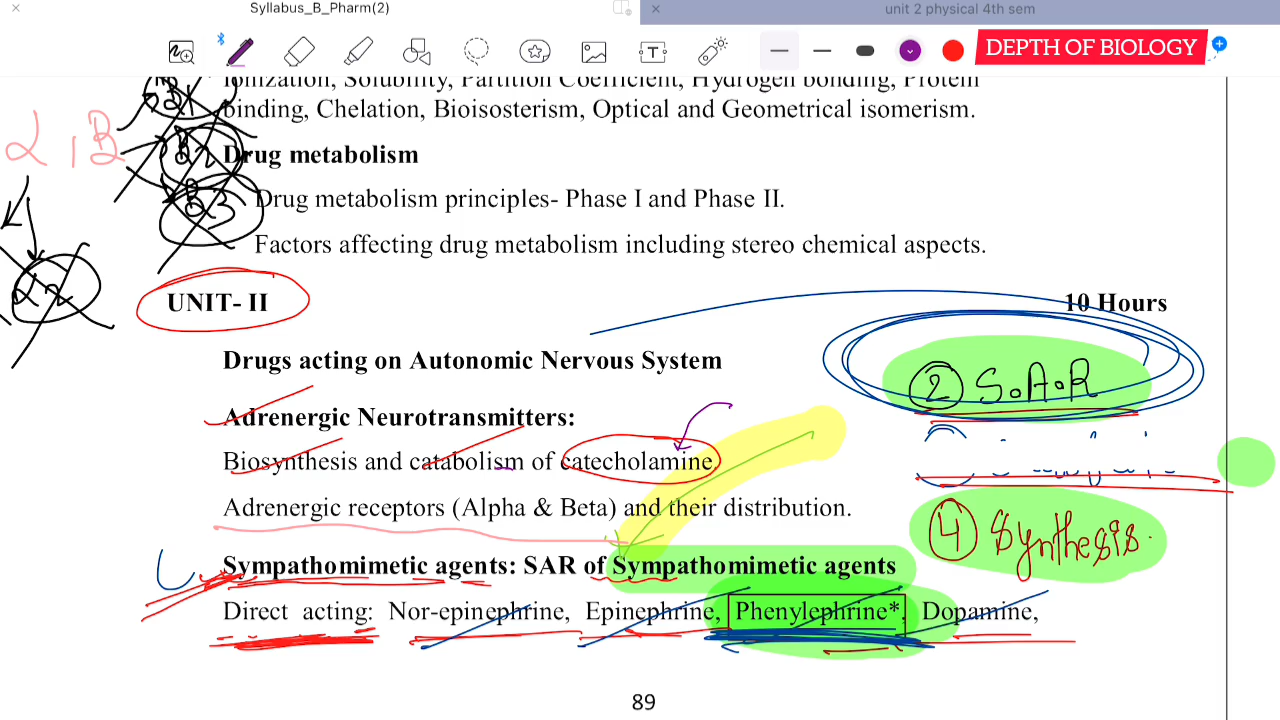 Syllabus_B_Pharm(2)
unit 2 physical 4th sem
DEPTH OF BIOLOGY
Ionization, Solubility, Partition Coefficient, Hydrogen bonding, Protein
binding, Chelation, Bioisosterism, Optical and Geometrical isomerism.
α, B
Drug metabolism
Drug metabolism principles- Phase I and Phase II.
Factors affecting drug metabolism including stereo chemical aspects.
UNIT- II
10 Hours
Drugs acting on Autonomic Nervous System
② S.A.R
Adrenergic Neurotransmitters:
Biosynthesis and catabolism of catecholamine.
Adrenergic receptors (Alpha & Beta) and their distribution.
④ Synthesis.
Sympathomimetic agents: SAR of Sympathomimetic agents
Direct acting: Nor-epinephrine, Epinephrine, Phenylephrine*, Dopamine,
89